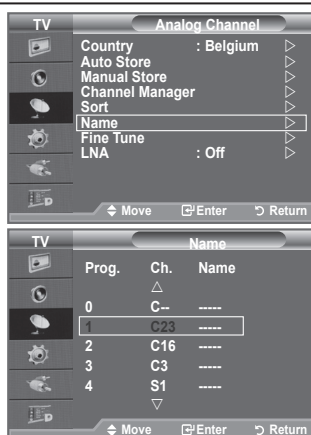 TV Analog Channel
Country : Belgium ▷
Auto Store ▷
Manual Store ▷
Channel Manager ▷
Sort ▷
Name ▷
Fine Tune ▷
LNA : Off ▷
Move Enter Return
TV Name
Prog. Ch. Name
△
0 C-- -----
1 C23 -----
2 C16 -----
3 C3 -----
4 S1 -----
▽
Move Enter Return